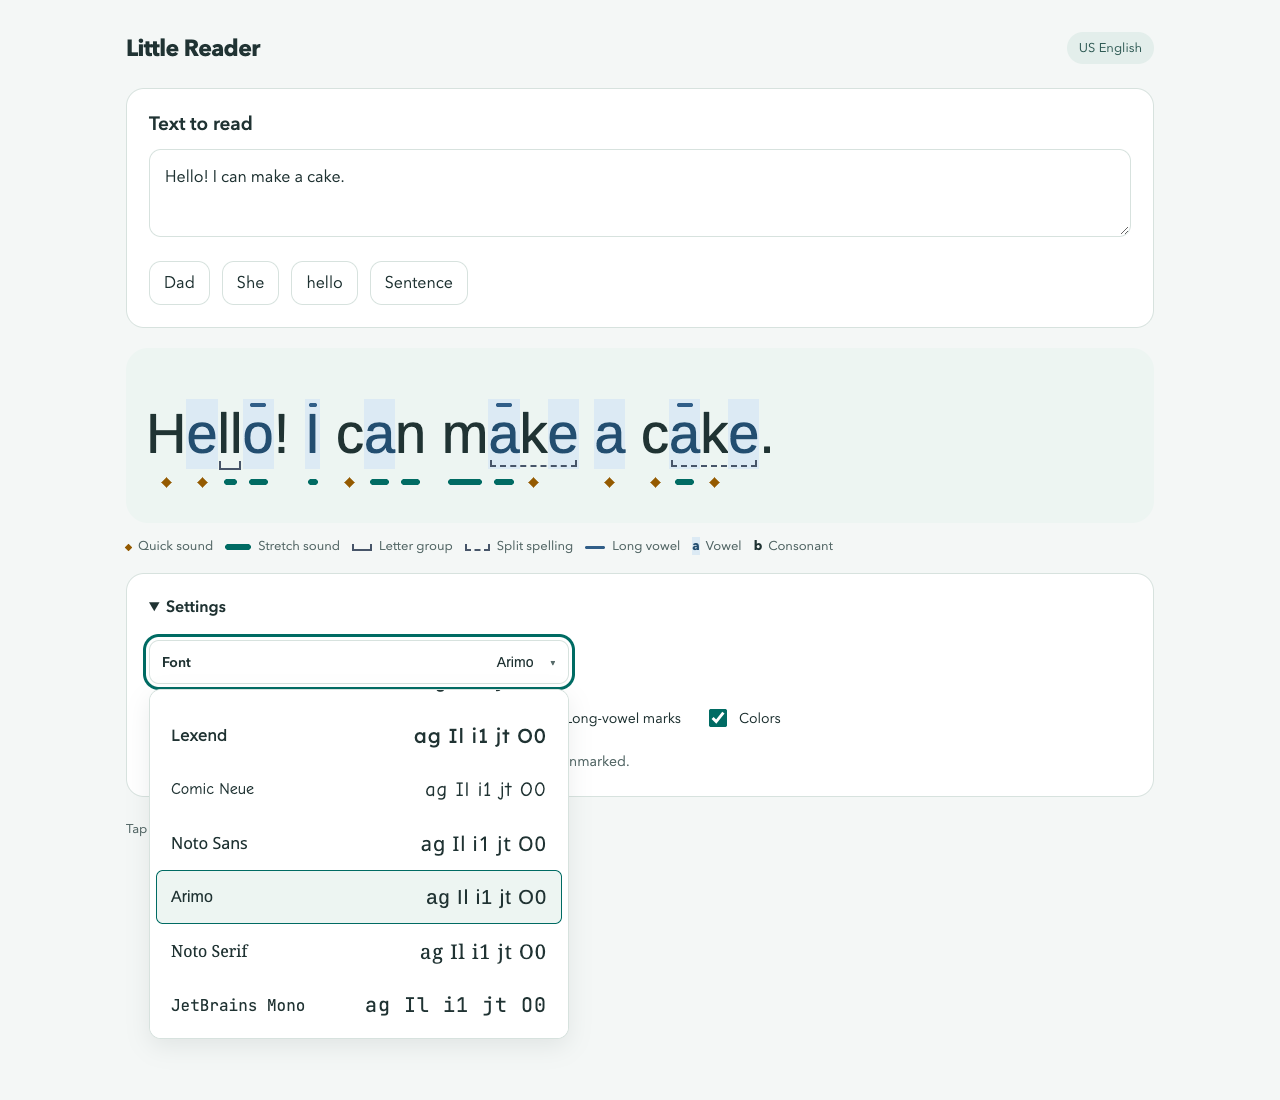 Little Reader
US English
Text to read
Hello! I can make a cake.
Dad She hello Sentence
Hellō! Ī can māke a cāke.
Quick sound Stretch sound Letter group Split spelling Long vowel a Vowel b Consonant
▼ Settings
Font Arimo ▾
Long-vowel marks Colors
Lexend ag Il i1 jt O0
Comic Neue ag Il i1 jt O0
nmarked.
Tap
Noto Sans ag Il i1 jt O0
Arimo ag Il i1 jt O0
Noto Serif ag Il i1 jt O0
JetBrains Mono ag Il i1 jt O0